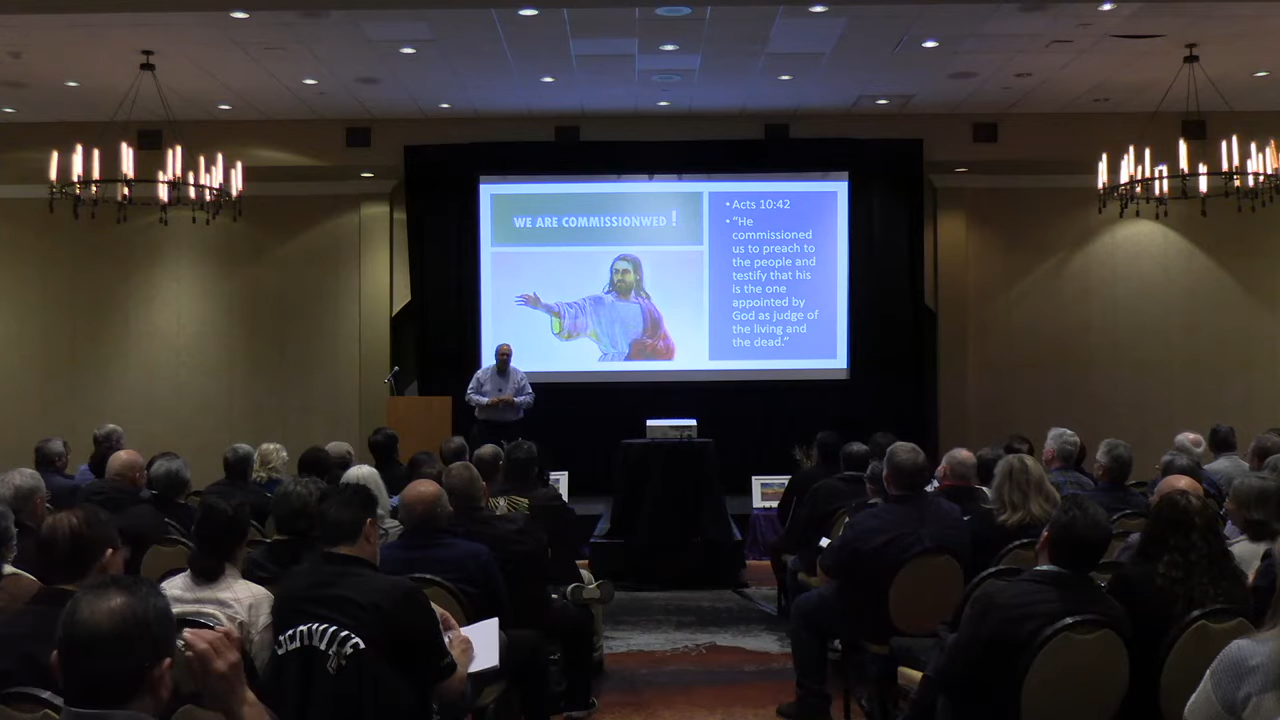 WE ARE COMMISSIONWED !
• Acts 10:42
• “He
commissioned
us to preach to
the people and
testify that his
is the one
appointed by
God as judge of
the living and
the dead.”